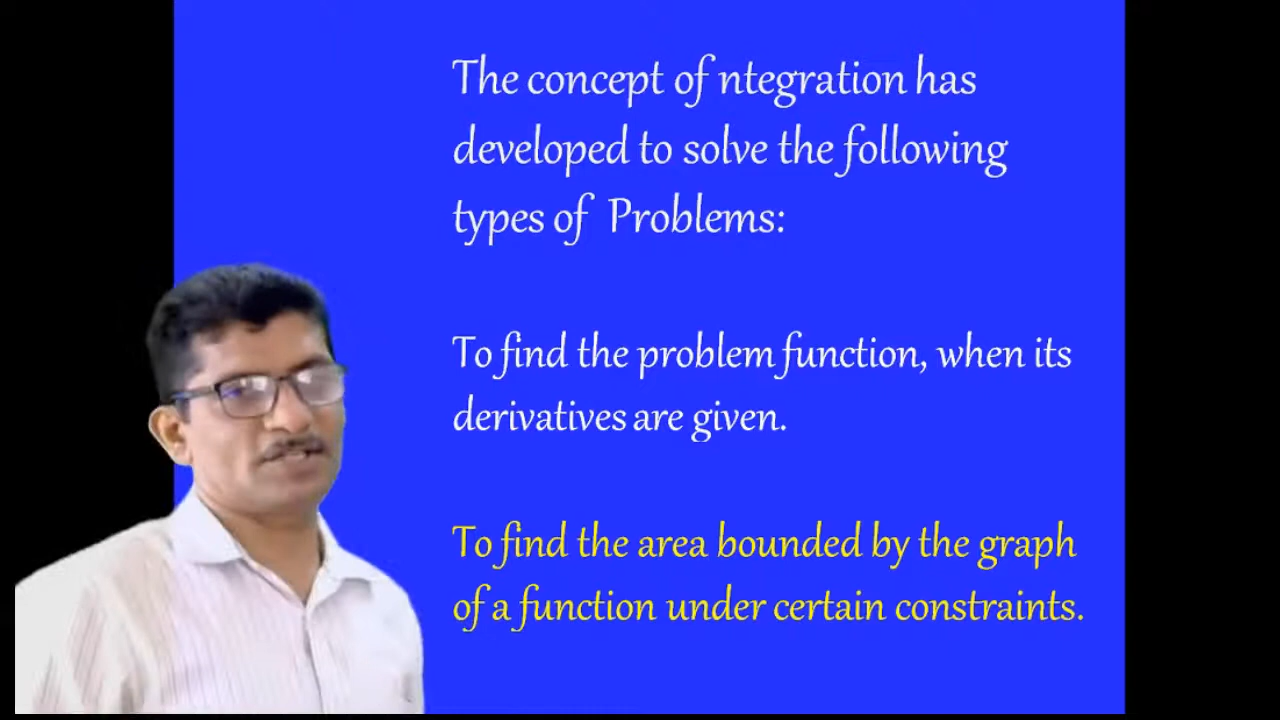 The concept of ntegration has
developed to solve the following
types of Problems:
To find the problem function, when its
derivatives are given.
To find the area bounded by the graph
of a function under certain constraints.